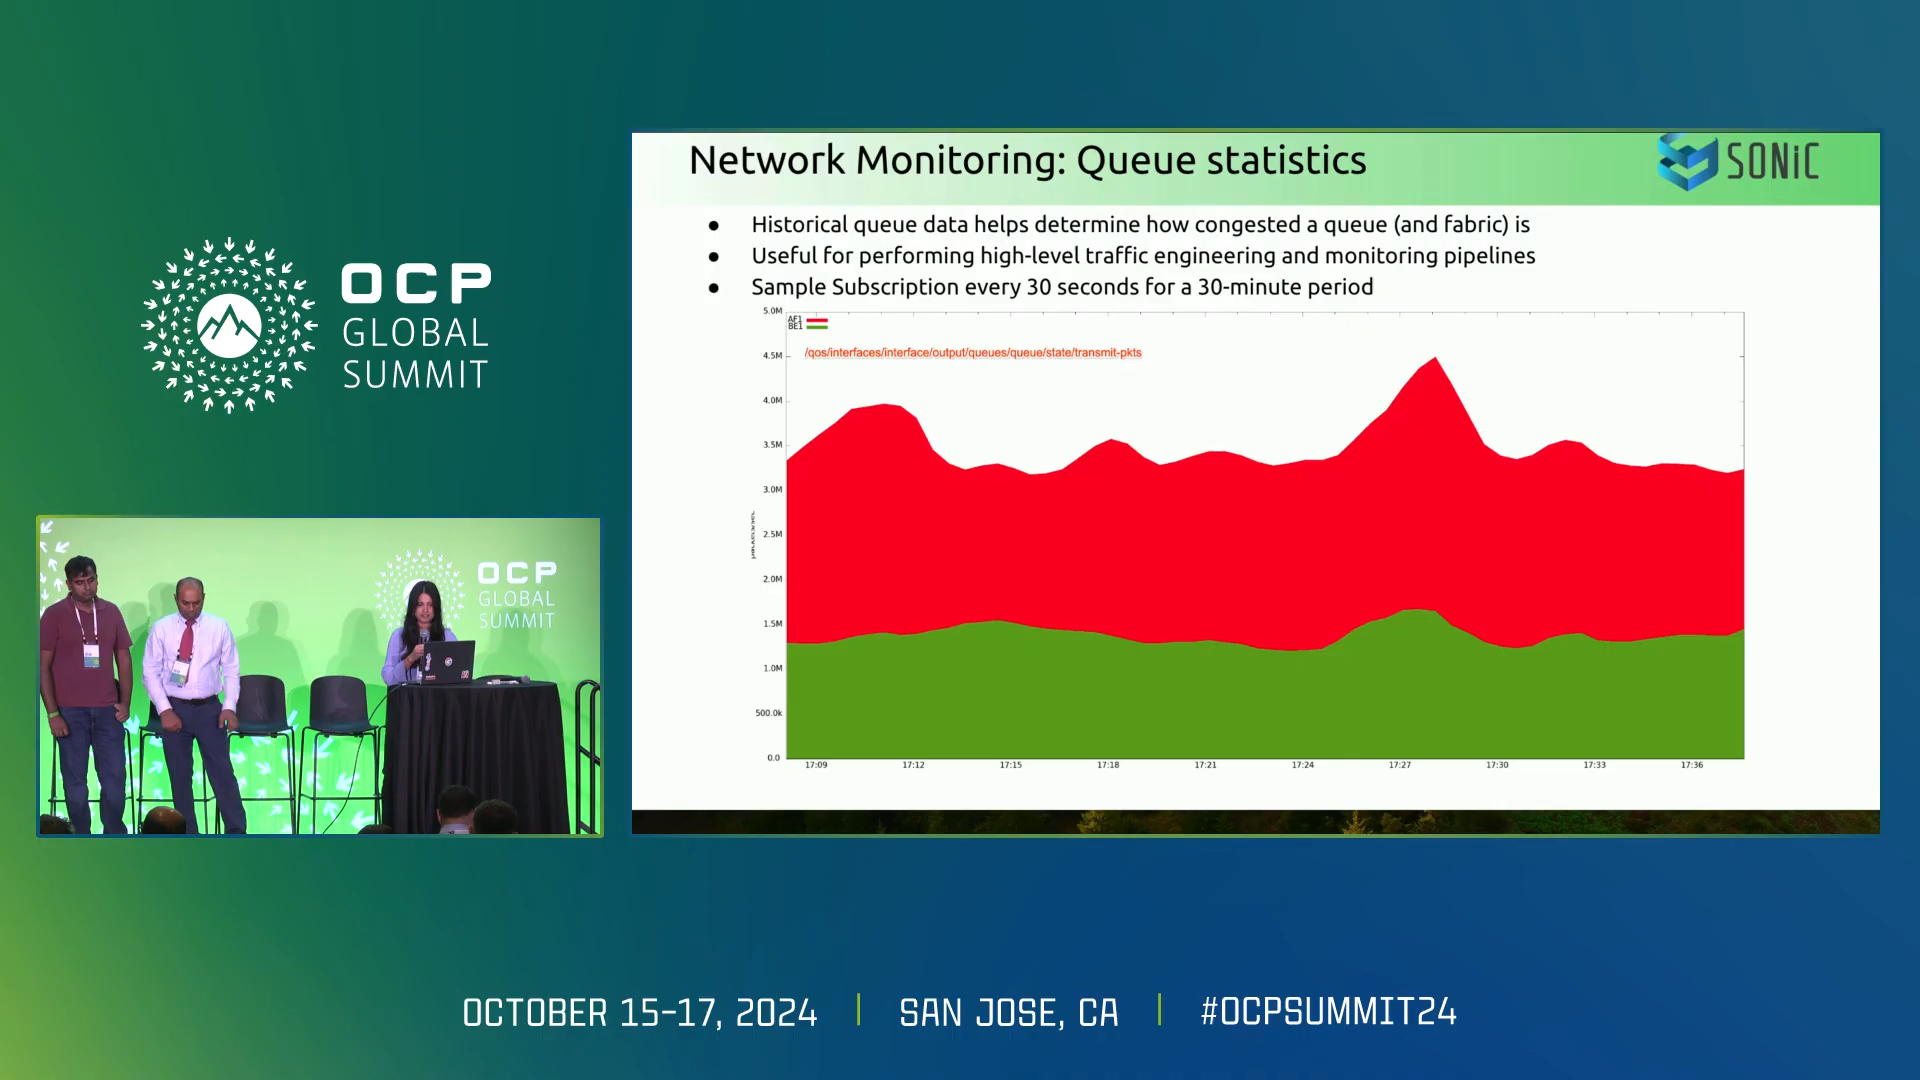 OCP
GLOBAL
SUMMIT
OCP
GLOBAL
SUMMIT
Network Monitoring: Queue statistics
SONiC
● Historical queue data helps determine how congested a queue (and fabric) is
● Useful for performing high-level traffic engineering and monitoring pipelines
● Sample Subscription every 30 seconds for a 30-minute period
5.0M
AF1
BE1
/qos/interfaces/interface/output/queues/queue/state/transmit-pkts
4.5M
4.0M
3.5M
3.0M
2.5M
2.0M
1.5M
1.0M
500.0k
0.0
17:09 17:12 17:15 17:18 17:21 17:24 17:27 17:30 17:33 17:36
OCTOBER 15-17, 2024 | SAN JOSE, CA | #OCPSUMMIT24